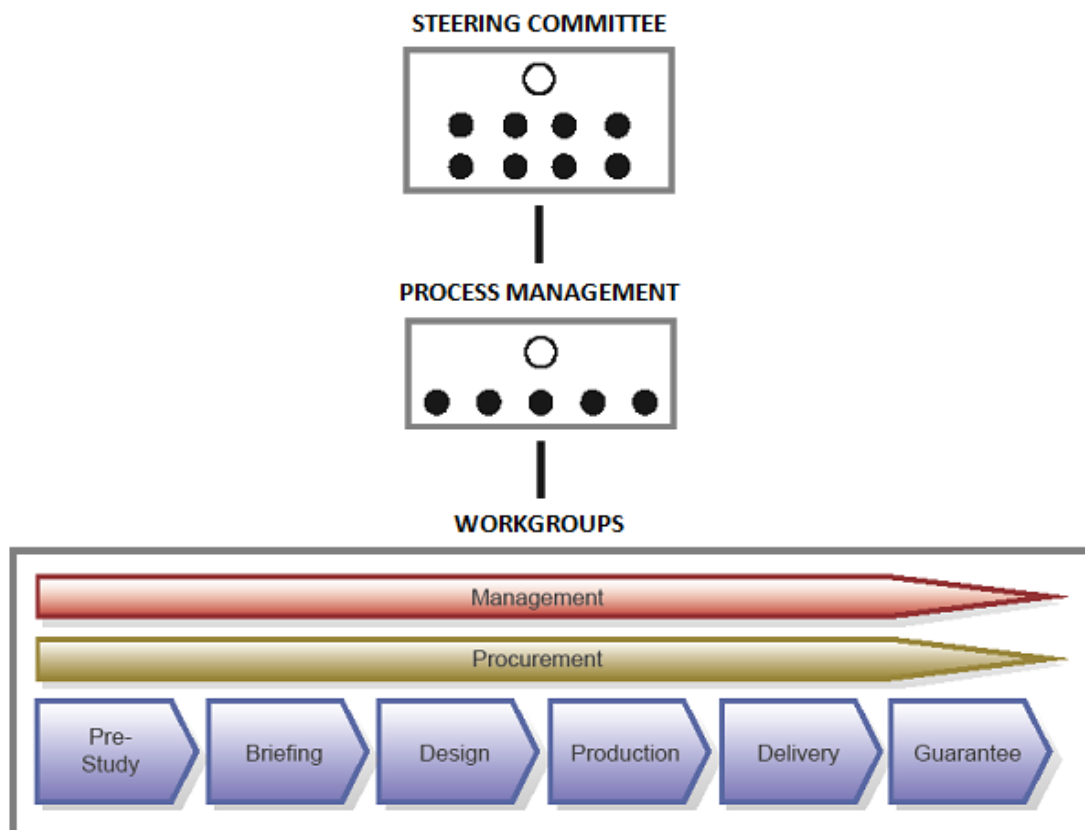 STEERING COMMITTEE
PROCESS MANAGEMENT
WORKGROUPS
Management
Procurement
Pre-
Study
Briefing
Design
Production
Delivery
Guarantee